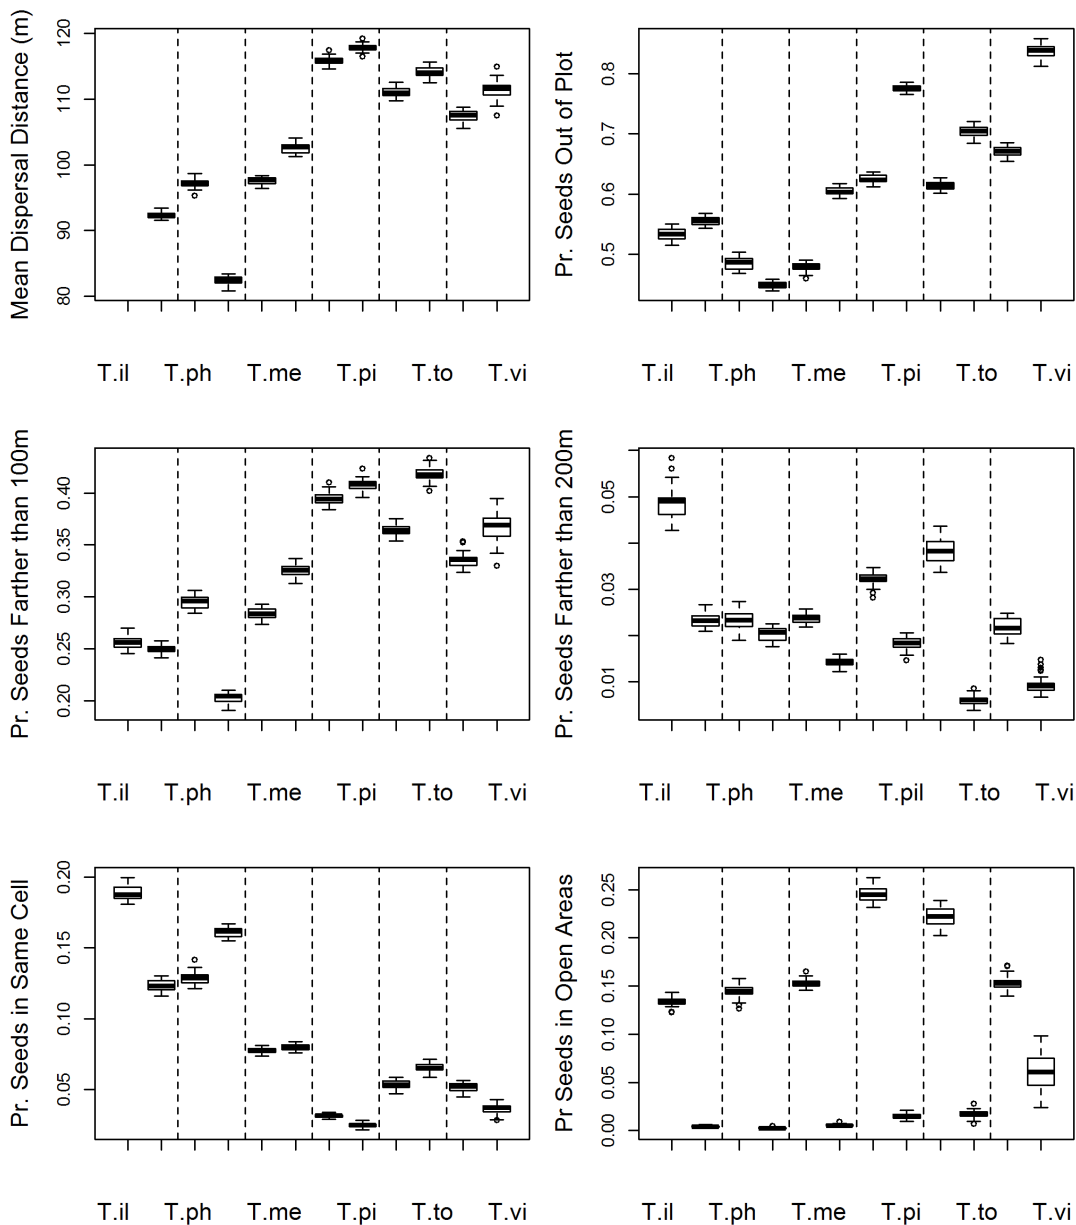 Mean Dispersal Distance (m)
80 90 100 110 120
T.il T.ph T.me T.pi T.to T.vi
Pr. Seeds Out of Plot
0.5 0.6 0.7 0.8
T.il T.ph T.me T.pi T.to T.vi
Pr. Seeds Farther than 100m
0.20 0.25 0.30 0.35 0.40
T.il T.ph T.me T.pi T.to T.vi
Pr. Seeds Farther than 200m
0.01 0.03 0.05
T.il T.ph T.me T.pil T.to T.vi
Pr. Seeds in Same Cell
0.05 0.10 0.15 0.20
T.il T.ph T.me T.pi T.to T.vi
Pr Seeds in Open Areas
0.00 0.05 0.10 0.15 0.20 0.25
T.il T.ph T.me T.pi T.to T.vi